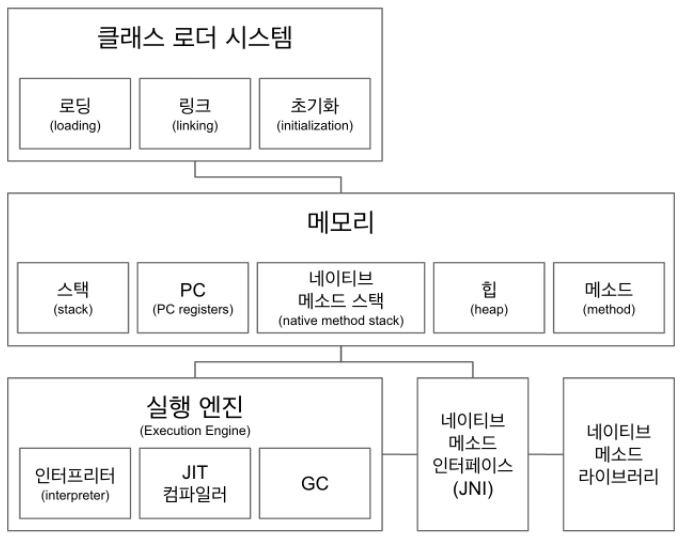 클래스 로더 시스템
로딩
(loading)
링크
(linking)
초기화
(initialization)
메모리
스택
(stack)
PC
(PC registers)
네이티브
메소드 스택
(native method stack)
힙
(heap)
메소드
(method)
실행 엔진
(Execution Engine)
인터프리터
(interpreter)
JIT
컴파일러
GC
네이티브
메소드
인터페이스
(JNI)
네이티브
메소드
라이브러리